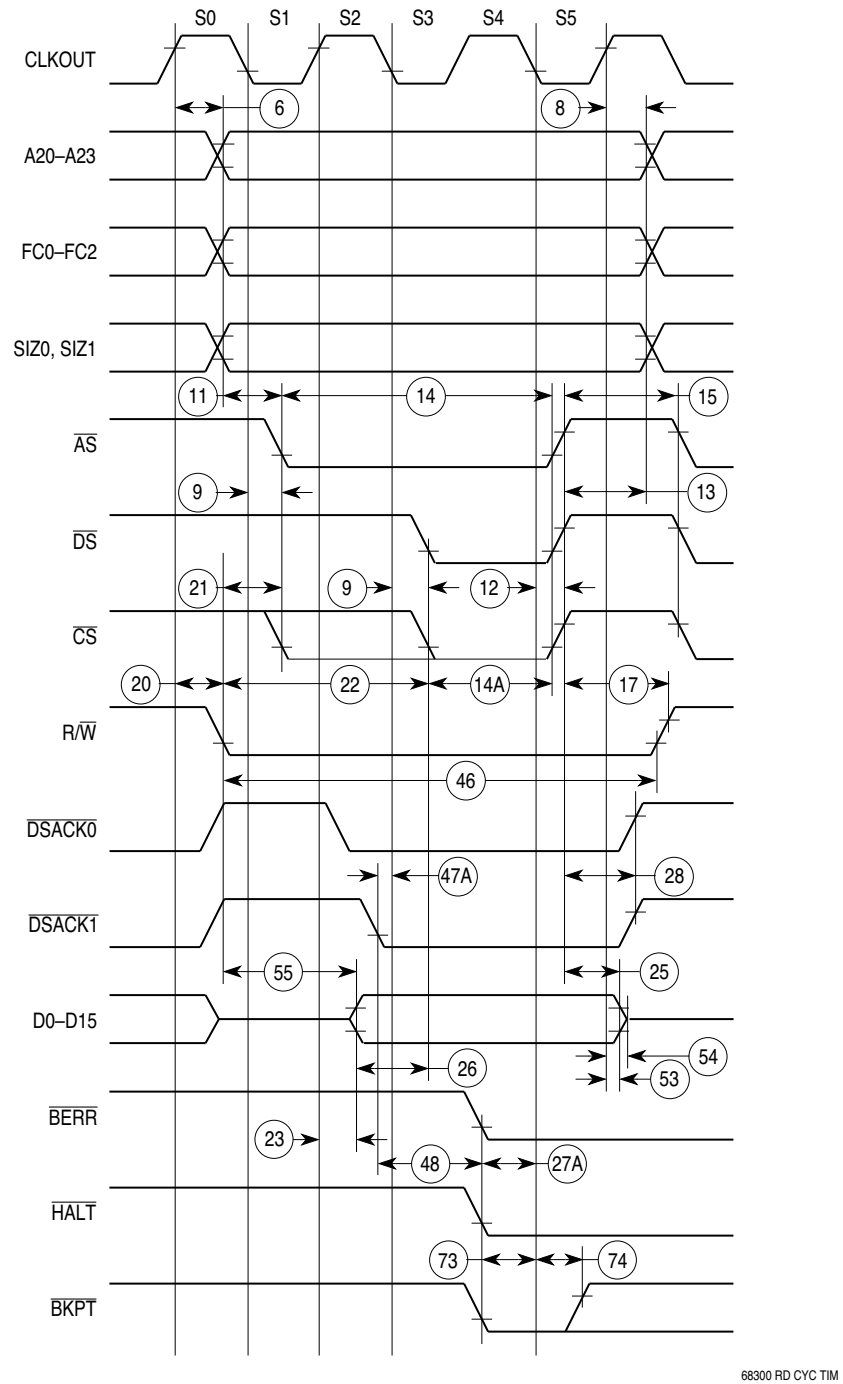 S0 S1 S2 S3 S4 S5
CLKOUT
6 8
A20–A23
FC0–FC2
SIZ0, SIZ1
11 14 15
AS
9 13
DS
21 9 12
CS
20 22 14A 17
R/W
46
DSACK0
47A 28
DSACK1
55 25
D0–D15
54
26 53
BERR
23
48 27A
HALT
73 74
BKPT
68300 RD CYC TIM